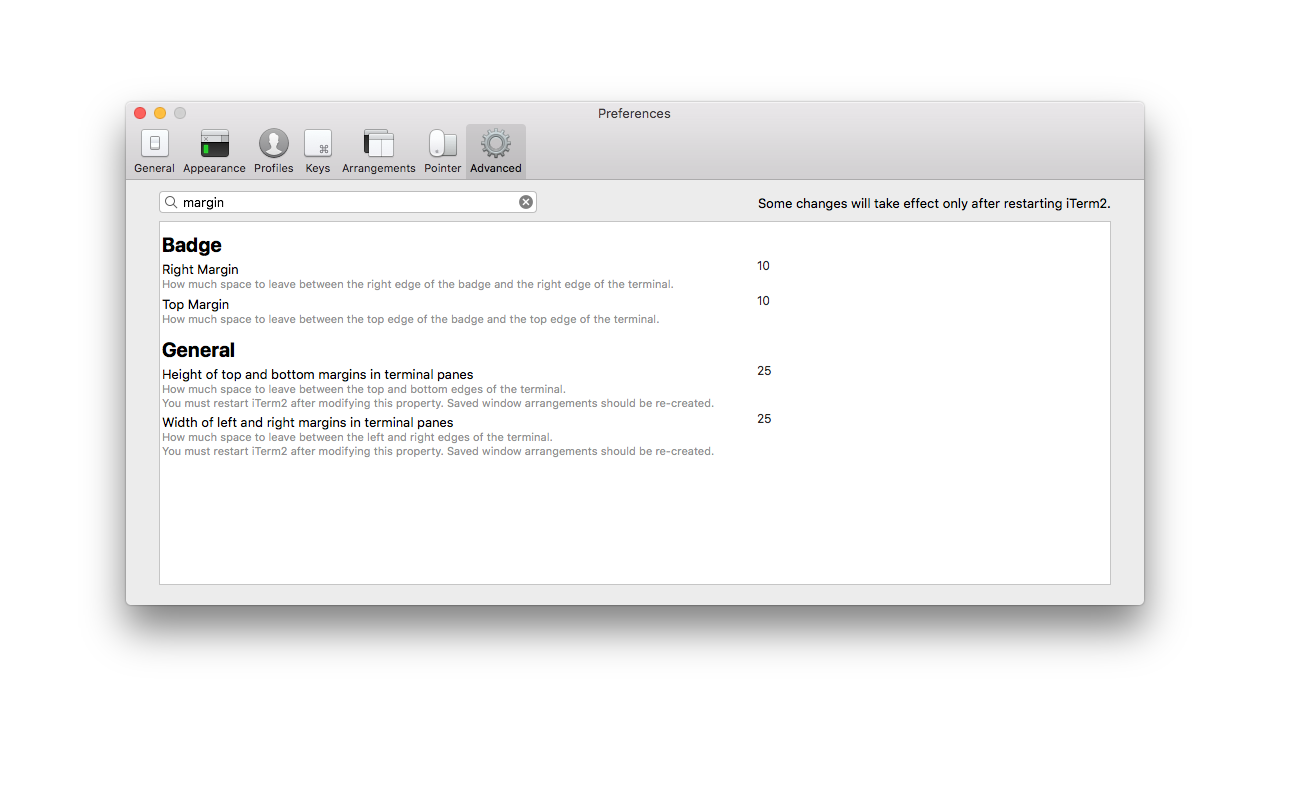 Preferences
General Appearance Profiles Keys Arrangements Pointer Advanced
margin
Some changes will take effect only after restarting iTerm2.
Badge
Right Margin 10
How much space to leave between the right edge of the badge and the right edge of the terminal.
Top Margin 10
How much space to leave between the top edge of the badge and the top edge of the terminal.
General
Height of top and bottom margins in terminal panes 25
How much space to leave between the top and bottom edges of the terminal.
You must restart iTerm2 after modifying this property. Saved window arrangements should be re-created.
Width of left and right margins in terminal panes 25
How much space to leave between the left and right edges of the terminal.
You must restart iTerm2 after modifying this property. Saved window arrangements should be re-created.